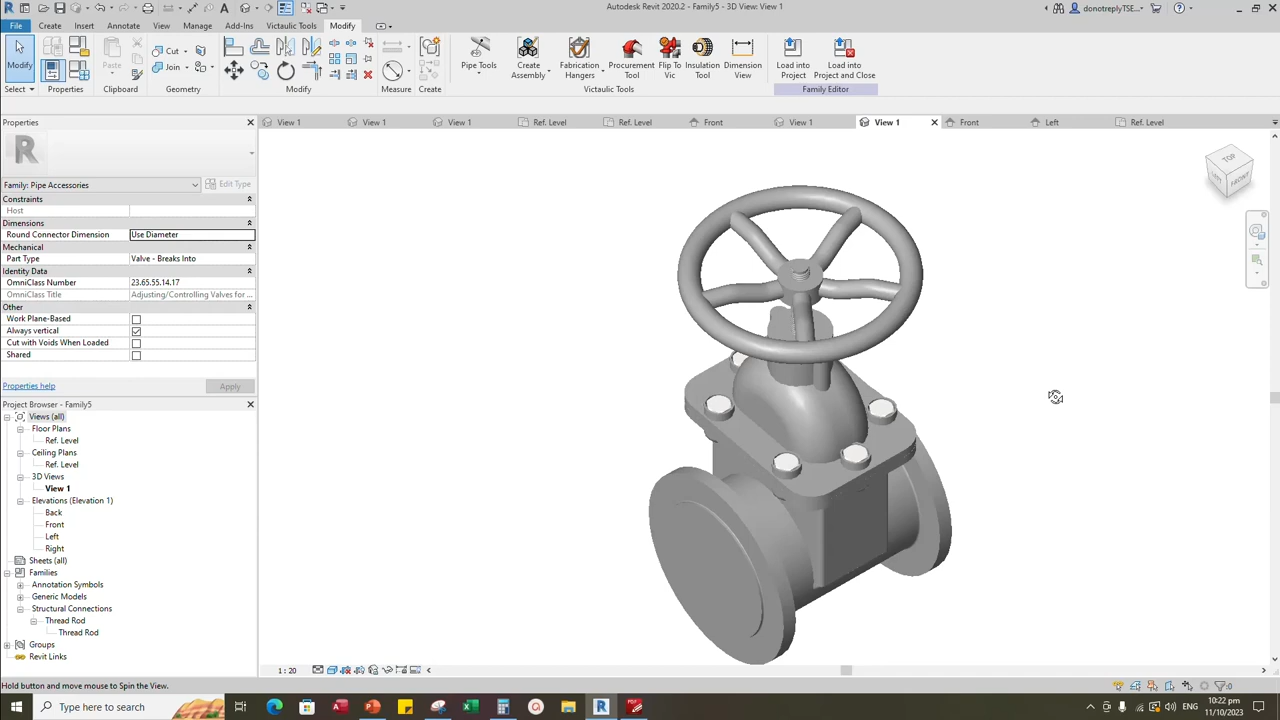 Autodesk Revit 2020.2 - Family5 - 3D View: View 1
donotreplyTSE...
File
Create
Insert
Annotate
View
Manage
Add-Ins
Victaulic Tools
Modify
Modify
Paste
Cut
Join
Pipe Tools
Create
Assembly
Fabrication
Hangers
Procurement
Tool
Flip To
Vic
Insulation
Tool
Dimension
View
Load into
Project
Load into
Project and Close
Select
Properties
Clipboard
Geometry
Modify
Measure
Create
Victaulic Tools
Family Editor
Properties
View 1
View 1
View 1
Ref. Level
Ref. Level
Front
View 1
View 1
Front
Left
Ref. Level
TOP
LEFT
FRONT
R
Family: Pipe Accessories
Edit Type
Constraints
Host
Dimensions
Round Connector Dimension
Use Diameter
Mechanical
Part Type
Valve - Breaks Into
Identity Data
OmniClass Number
23.65.55.14.17
OmniClass Title
Adjusting/Controlling Valves for ...
Other
Work Plane-Based
Always vertical
Cut with Voids When Loaded
Shared
Properties help
Apply
Project Browser - Family5
Views (all)
Floor Plans
Ref. Level
Ceiling Plans
Ref. Level
3D Views
View 1
Elevations (Elevation 1)
Back
Front
Left
Right
Sheets (all)
Families
Annotation Symbols
Generic Models
Structural Connections
Thread Rod
Thread Rod
Groups
Revit Links
1 : 20
Hold button and move mouse to Spin the View.
:0
Type here to search
10:22 pm
11/10/2023